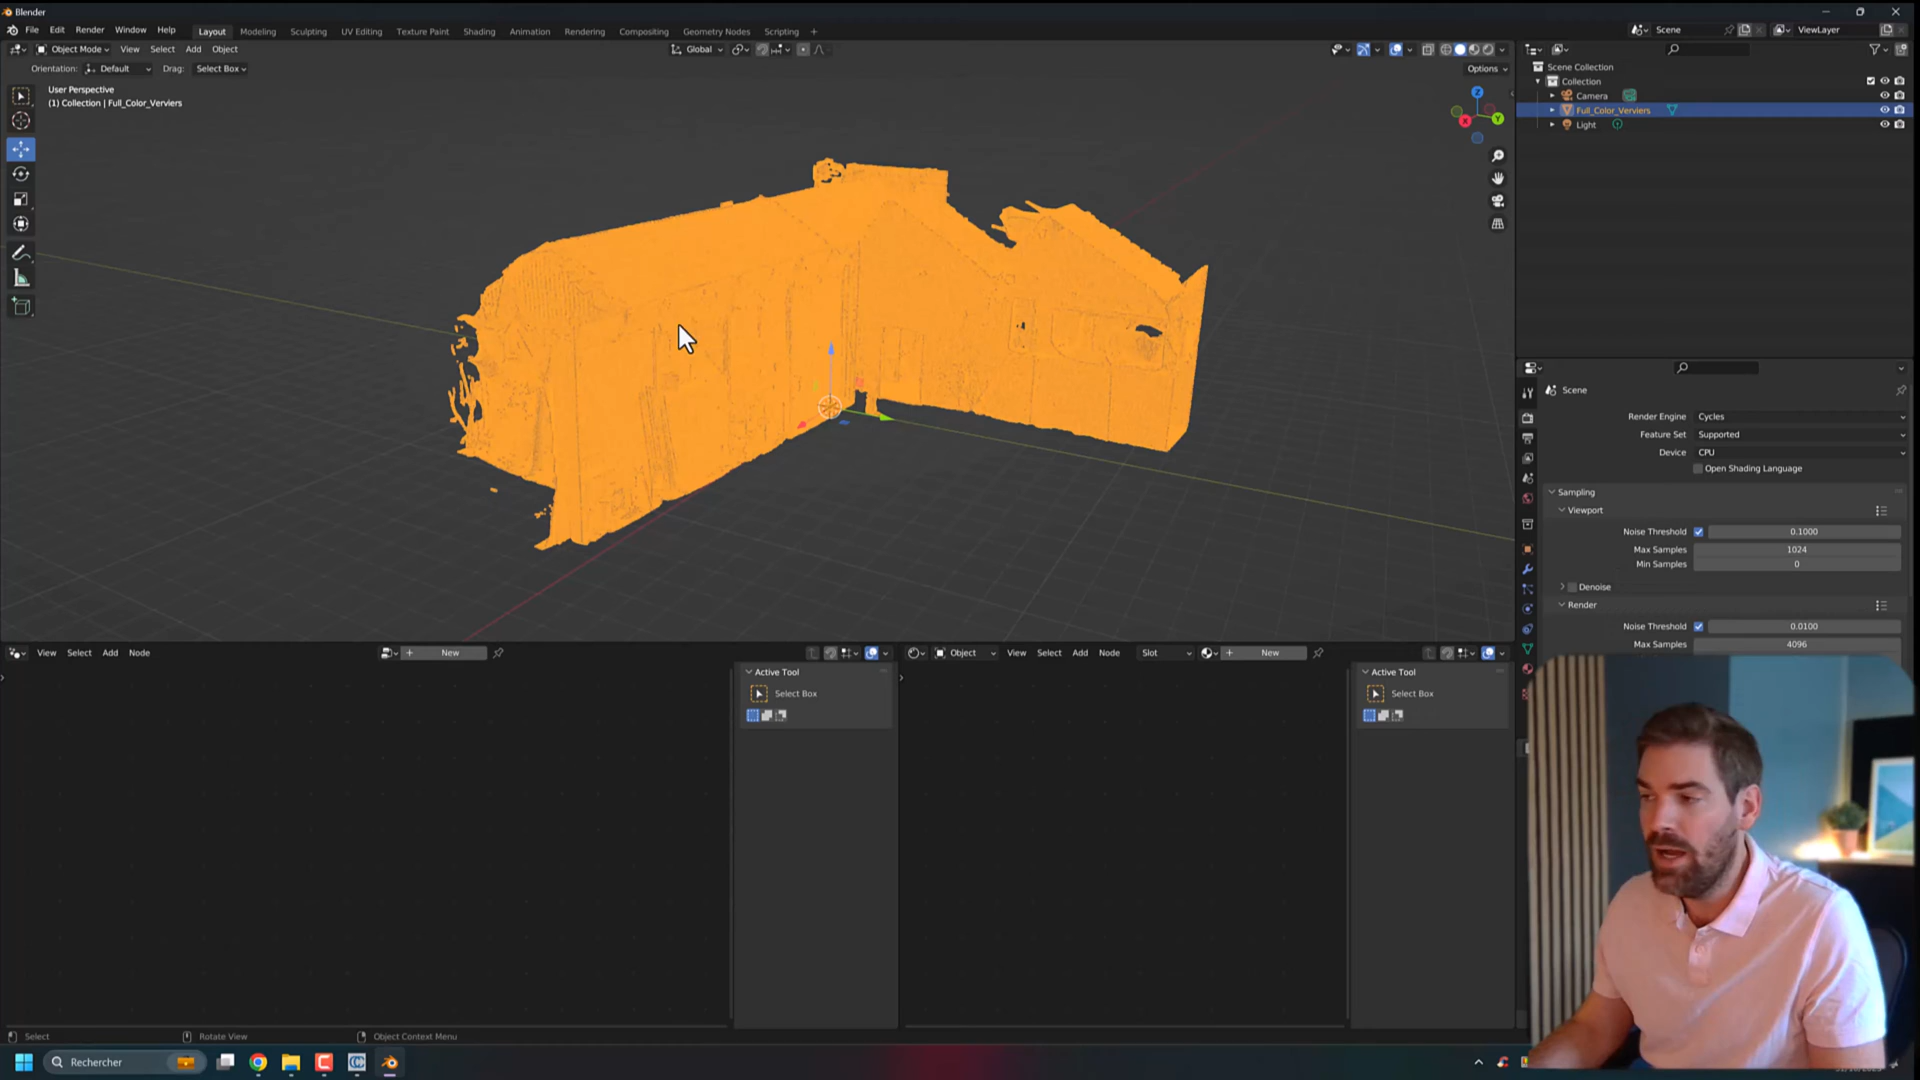 Blender
File Edit Render Window Help Layout Modeling Sculpting UV Editing Texture Paint Shading Animation Rendering Compositing Geometry Nodes Scripting + Scene ViewLayer
Object Mode View Select Add Object Global
Orientation: Default Drag: Select Box Options
User Perspective
(1) Collection | Full_Color_Verviers
Z
X
Y
Scene Collection
Collection
Camera
Full_Color_Verviers
Light
Scene
Render Engine Cycles
Feature Set Supported
Device CPU
Open Shading Language
Sampling
Viewport
Noise Threshold 0.1000
Max Samples 1024
Min Samples 0
Denoise
Render
Noise Threshold 0.0100
Max Samples 4096
View Select Add Node + New
Object View Select Add Node Slot + New
Active Tool
Select Box
Active Tool
Select Box
Select Rotate View Object Context Menu
Rechercher